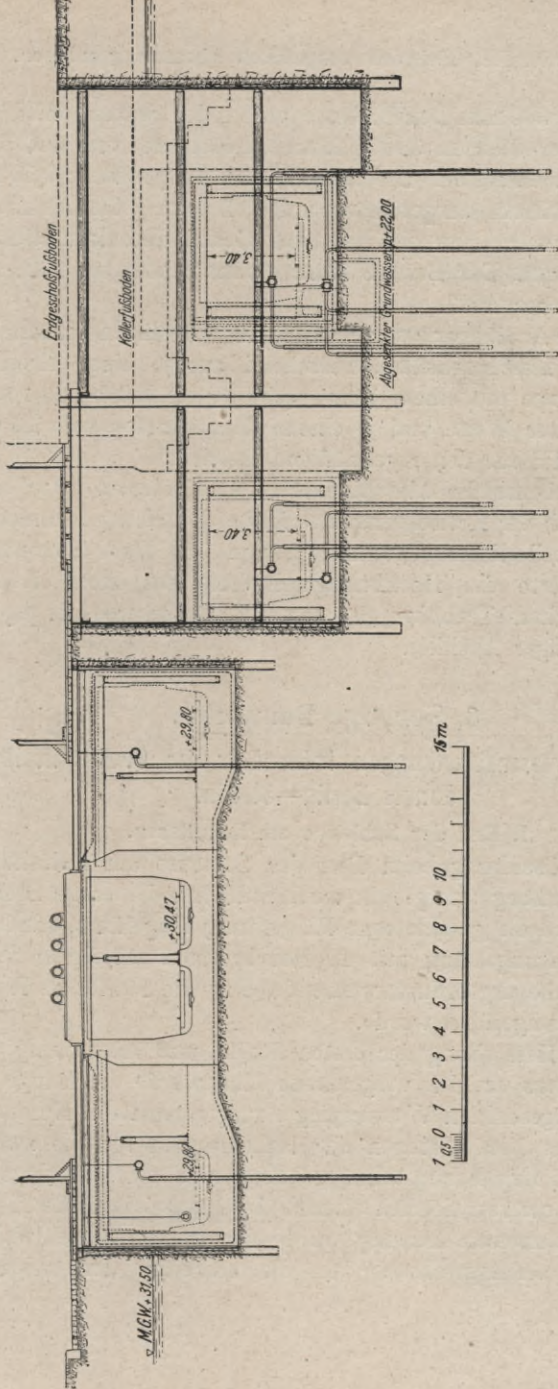 Erdgeschoßfußboden
Kellerfußboden
3.40
Abgesenkter Grundwassersp+22,00
3.40
+29,80
+30,47
+29,80
M.G.W.+31,50
1 0,5 0 1 2 3 4 5 6 7 8 9 10 15 m